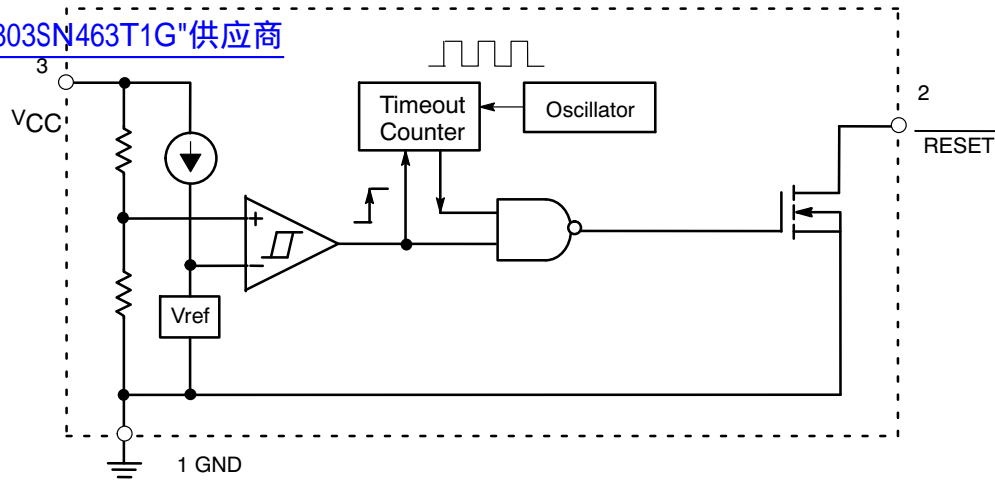 303SN463T1G"供应商
3
VCC
Timeout
Counter
Oscillator
2
RESET
+
−
Vref
1 GND